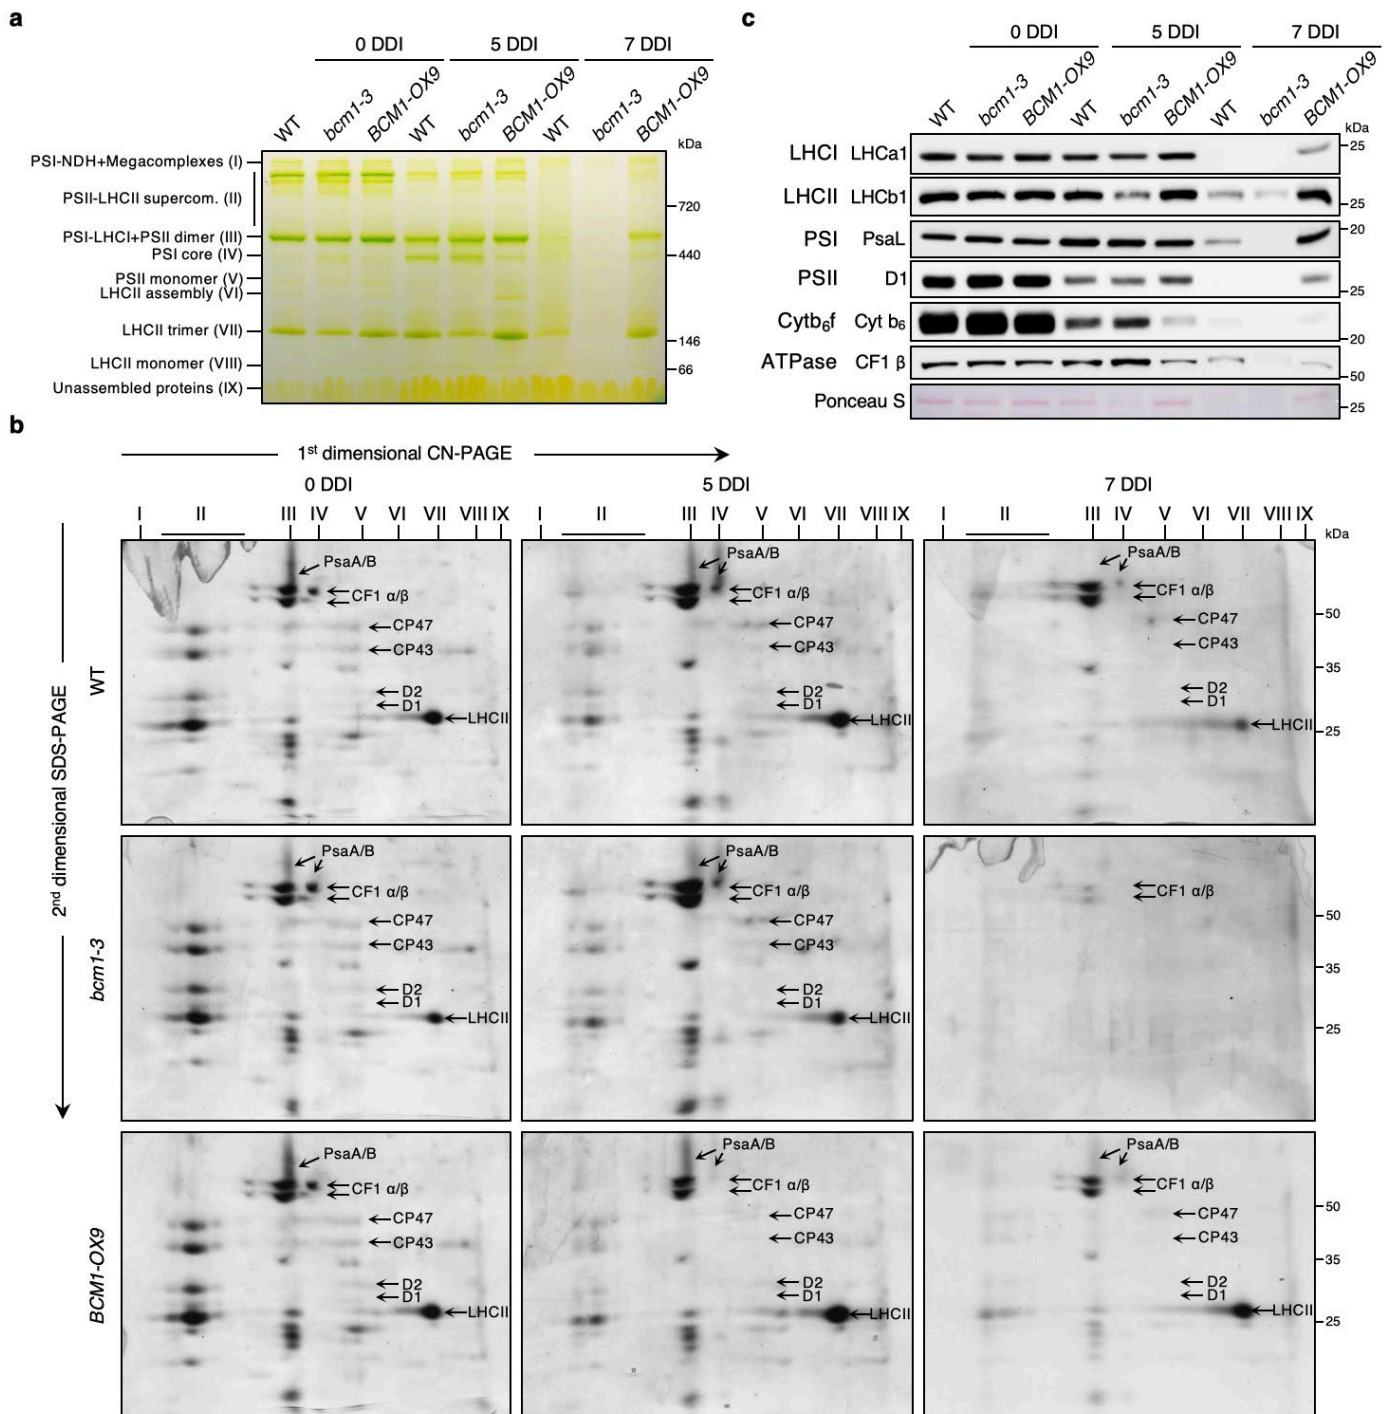 a
0 DDI 5 DDI 7 DDI
WT bcm1-3 BCM1-OX9 WT bcm1-3 BCM1-OX9 WT bcm1-3 BCM1-OX9
kDa
PSI-NDH+Megacomplexes (I)
PSII-LHCII supercom. (II)
720
PSI-LHCI+PSII dimer (III)
PSI core (IV)
440
PSII monomer (V)
LHCII assembly (VI)
LHCII trimer (VII)
146
LHCII monomer (VIII)
66
Unassembled proteins (IX)
c
0 DDI 5 DDI 7 DDI
WT bcm1-3 BCM1-OX9 WT bcm1-3 BCM1-OX9 WT bcm1-3 BCM1-OX9
kDa
LHCI LHCa1 25
LHCII LHCb1 25
PSI PsaL 20
PSII D1 25
Cytb6f Cyt b6 20
ATPase CF1 β 50
Ponceau S 25
b
1st dimensional CN-PAGE
0 DDI 5 DDI 7 DDI
I II III IV V VI VII VIII IX I II III IV V VI VII VIII IX I II III IV V VI VII VIII IX
kDa
2nd dimensional SDS-PAGE
WT
PsaA/B
CF1 α/β
CP47
CP43
D2
D1
LHCII
PsaA/B
CF1 α/β
CP47
CP43
D2
D1
LHCII
PsaA/B
CF1 α/β
CP47
CP43
D2
D1
LHCII
50
35
25
bcm1-3
PsaA/B
CF1 α/β
CP47
CP43
D2
D1
LHCII
PsaA/B
CF1 α/β
CP47
CP43
D2
D1
LHCII
CF1 α/β
50
35
25
BCM1-OX9
PsaA/B
CF1 α/β
CP47
CP43
D2
D1
LHCII
PsaA/B
CF1 α/β
CP47
CP43
D2
D1
LHCII
PsaA/B
CF1 α/β
CP47
CP43
D2
D1
LHCII
50
35
25